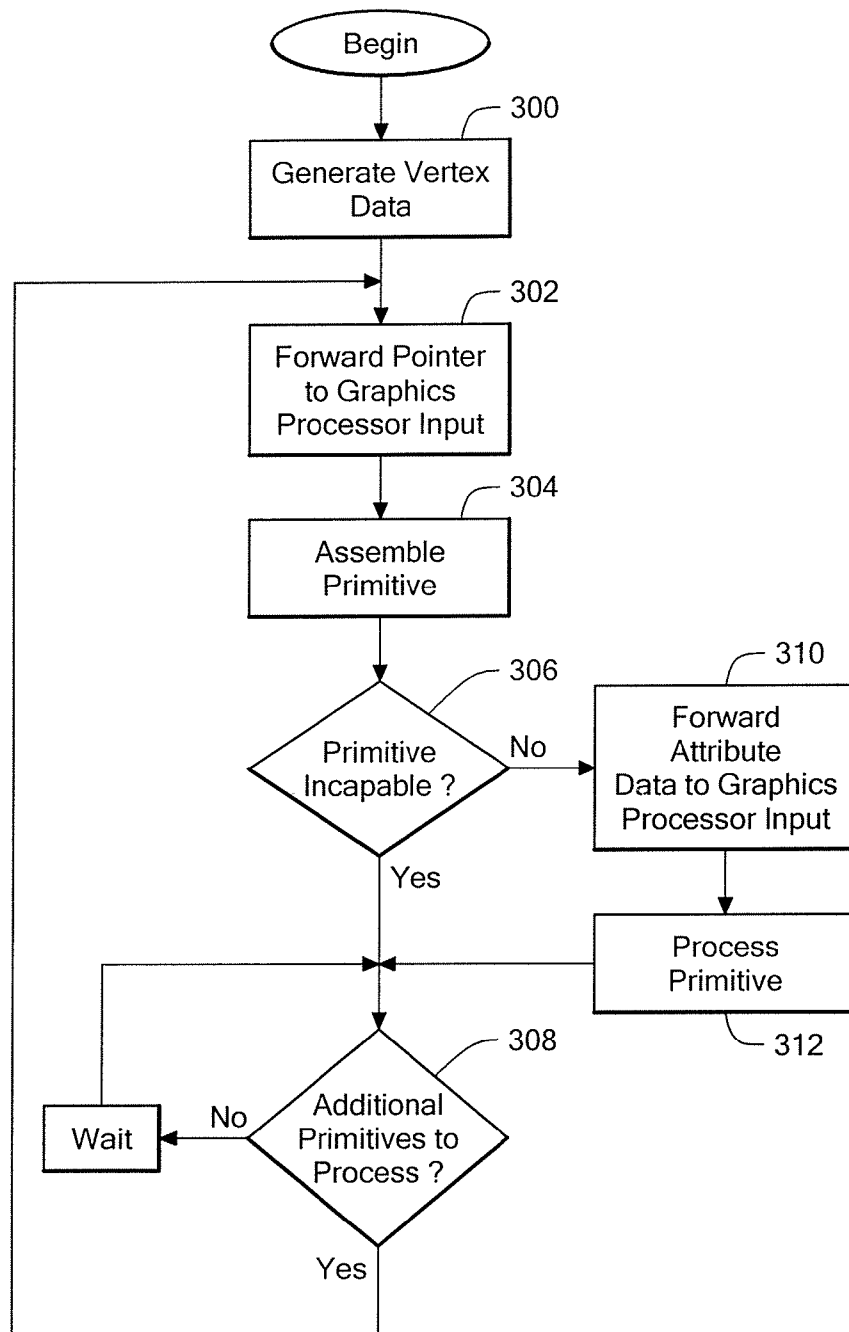 Begin
300
Generate Vertex
Data
302
Forward Pointer
to Graphics
Processor Input
304
Assemble
Primitive
306
Primitive
Incapable ?
No
Yes
310
Forward
Attribute
Data to Graphics
Processor Input
Process
Primitive
312
308
Additional
Primitives to
Process ?
No
Wait
Yes